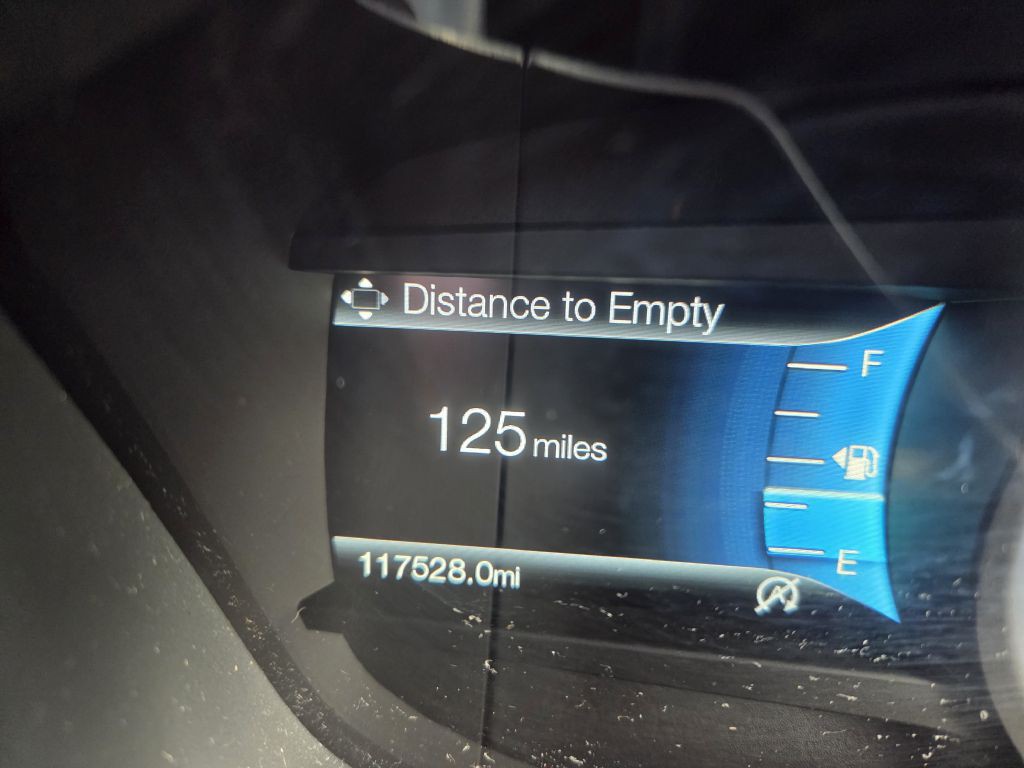 Distance to Empty
F
125 miles
E
117528.0mi
A